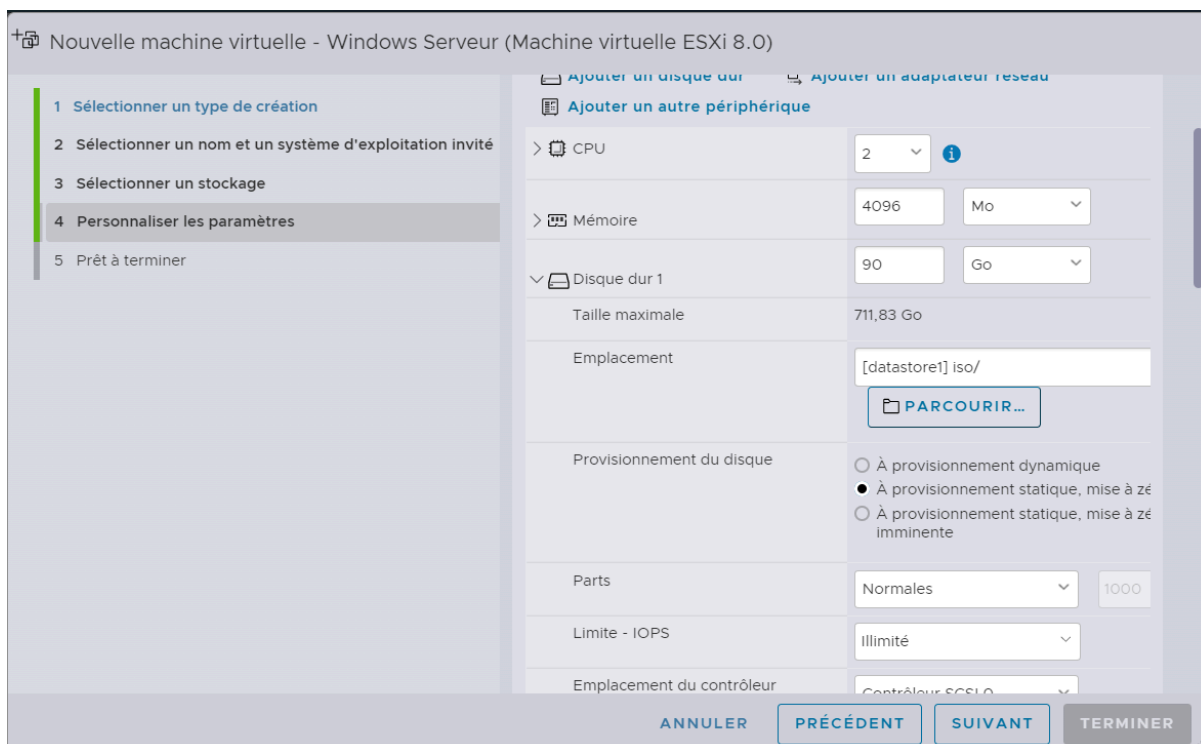 Nouvelle machine virtuelle - Windows Serveur (Machine virtuelle ESXi 8.0)
1 Sélectionner un type de création
2 Sélectionner un nom et un système d'exploitation invité
3 Sélectionner un stockage
4 Personnaliser les paramètres
5 Prêt à terminer
Ajouter un disque dur Ajouter un adaptateur réseau
Ajouter un autre périphérique
CPU 2
Mémoire 4096 Mo
Disque dur 1 90 Go
Taille maximale 711,83 Go
Emplacement [datastore1] iso/
PARCOURIR...
Provisionnement du disque À provisionnement dynamique
À provisionnement statique, mise à zé
À provisionnement statique, mise à zé
imminente
Parts Normales 1000
Limite - IOPS Illimité
Emplacement du contrôleur Contrôleur SCSI 0
ANNULER PRÉCÉDENT SUIVANT TERMINER